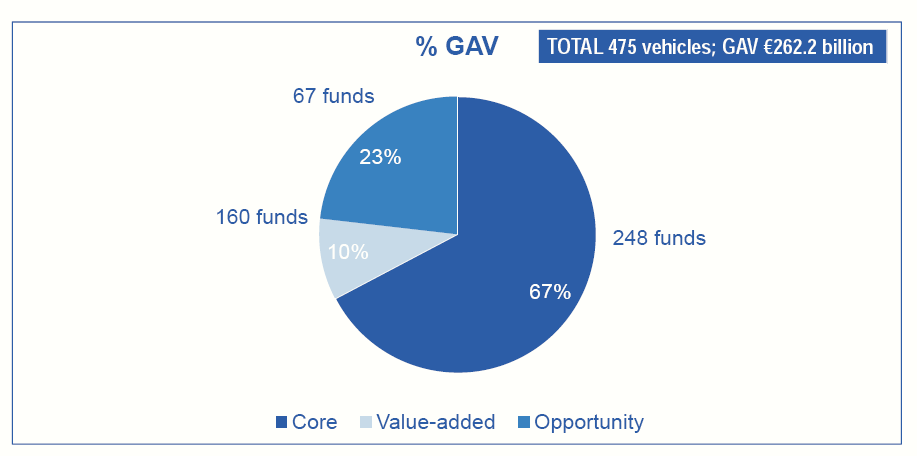 % GAV
TOTAL 475 vehicles; GAV €262.2 billion
67 funds
23%
160 funds
10%
248 funds
67%
Core
Value-added
Opportunity